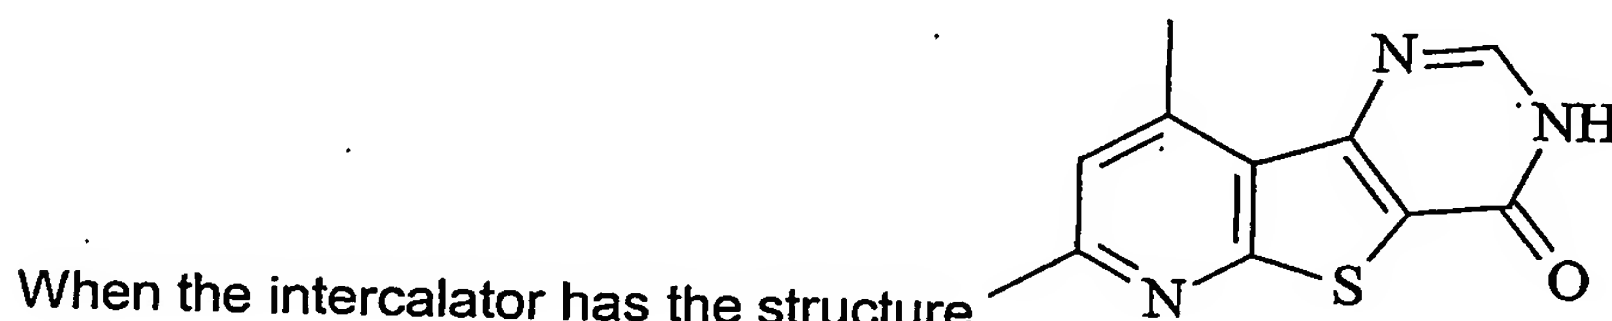 N
NH
When the intercalator has the structure
N
S
O